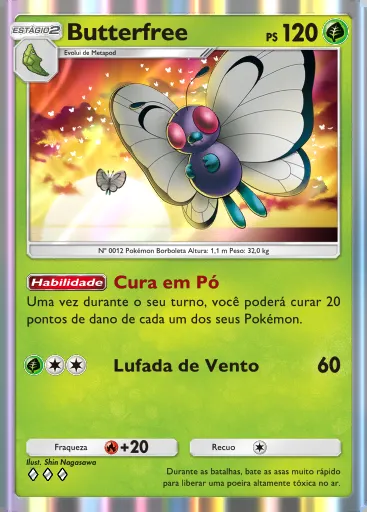 ESTÁGIO2 Butterfree PS 120
Evolui de Metapod
Nº 0012 Pokémon Borboleta Altura: 1,1 m Peso: 32,0 kg
Habilidade Cura em Pó
Uma vez durante o seu turno, você poderá curar 20
pontos de dano de cada um dos seus Pokémon.
Lufada de Vento 60
Fraqueza +20 Recuo
Ilust. Shin Nagasawa
Durante as batalhas, bate as asas muito rápido
para liberar uma poeira altamente tóxica no ar.